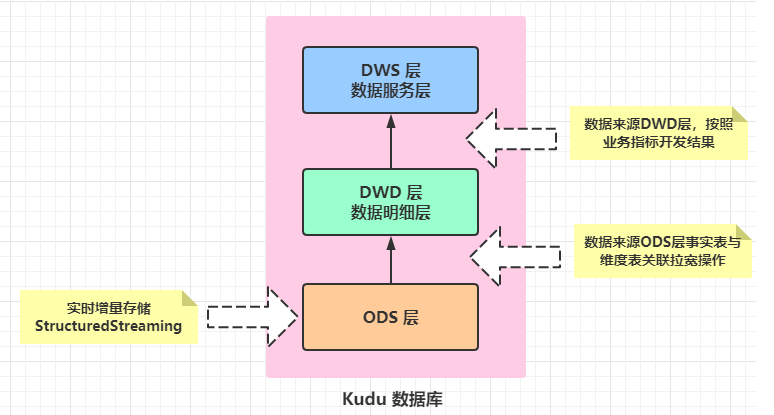 DWS 层
数据服务层
数据来源DWD层，按照
业务指标开发结果
DWD 层
数据明细层
数据来源ODS层事实表与
维度表关联拉宽操作
实时增量存储
StructuredStreaming
ODS 层
Kudu 数据库